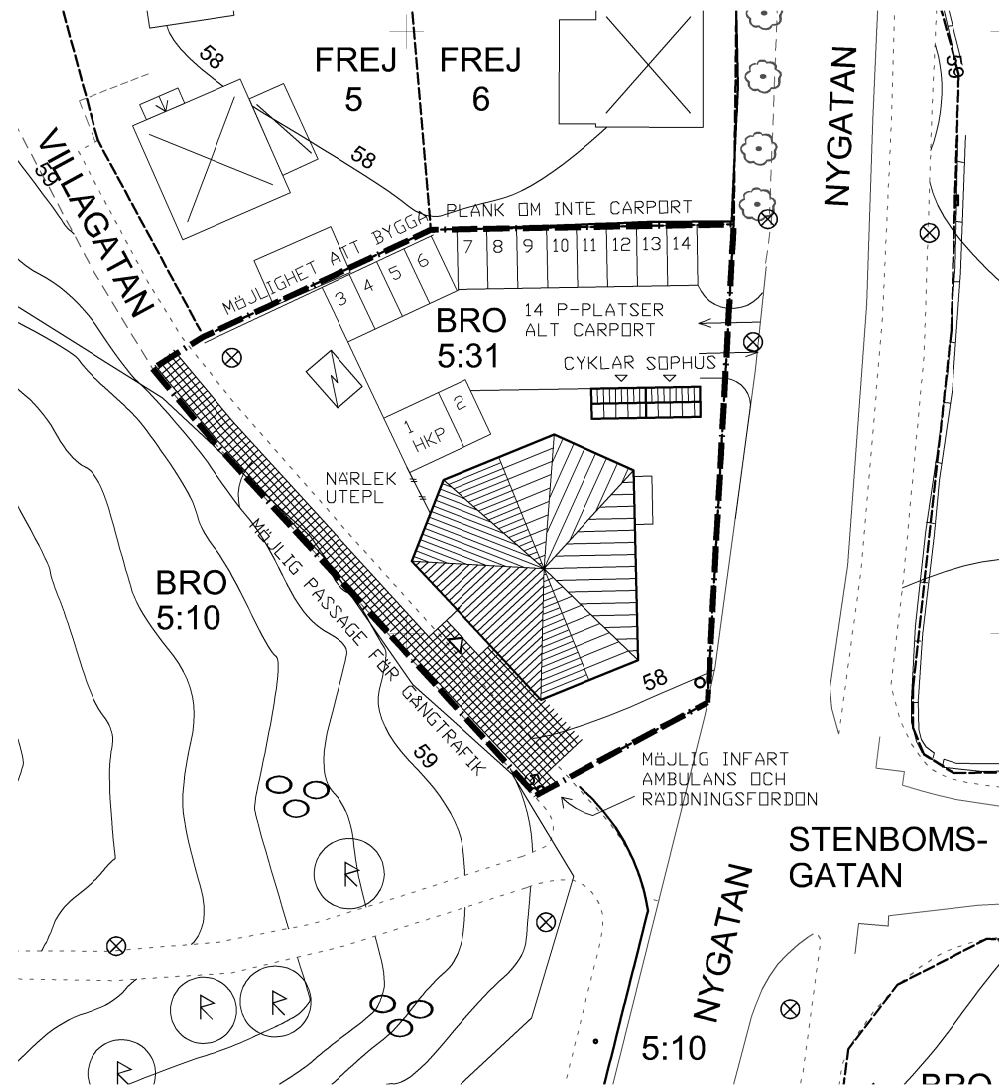 58
FREJ
5
FREJ
6
NYGATAN
59
58
VILLAGATAN
59
MÖJLIGHET ATT BYGGA PLANK OM INTE CARPORT
3
4
5
6
7
8
9
10
11
12
13
14
BRO
5:31
14 P-PLATSER
ALT CARPORT
CYKLAR SOPHUS
1
HKP
2
NÄRLEK
UTEPL
MÖJLIG PASSAGE FÖR GÅNGTRAFIK
BRO
5:10
58
59
MÖJLIG INFART
AMBULANS OCH
RÄDDNINGSFORDON
STENBOMS-
GATAN
NYGATAN
5:10